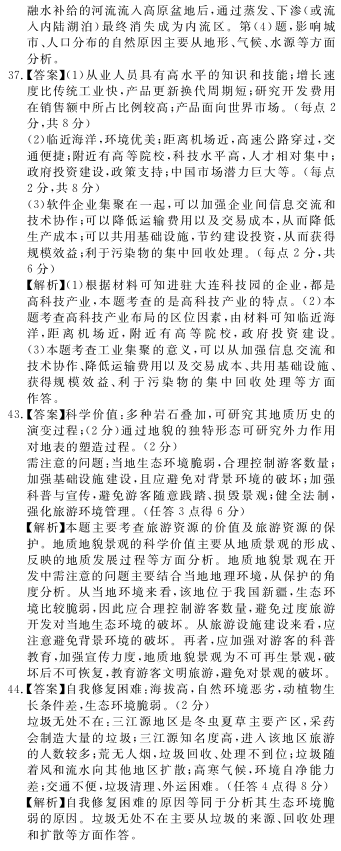 融水补给的河流流入高原盆地后,通过蒸发、下渗(或流
入内陆湖泊)最终消失成为内流区。第(4)题,影响城
市、人口分布的自然原因主要从地形、气候、水源等方面
分析。
37.【答案】(1)从业人员具有高水平的知识和技能;增长速
度比传统工业快,产品更新换代周期短;研究开发费用
在销售额中所占比例较高;产品面向世界市场。(每点 2
分,共 8 分)
(2)临近海洋,环境优美;距离机场近,高速公路穿过,交
通便捷;附近有高等院校,科技水平高,人才相对集中;
政府投资建设,政策支持;中国市场潜力巨大等。(每点
2 分,共 8 分)
(3)软件企业集聚在一起,可以加强企业间信息交流和
技术协作;可以降低运输费用以及交易成本,从而降低
生产成本;可以共用基础设施,节约建设投资,从而获得
规模效益;利于污染物的集中回收处理。(每点 2 分,共
6 分)
【解析】(1)根据材料可知进驻大连科技园的企业,都是
高科技产业,本题考查的是高科技产业的特点。(2)本
题考查高科技产业布局的区位因素,由材料可知临近海
洋,距离机场近,附近有高等院校,政府投资建设。
(3)本题考查工业集聚的意义,可以从加强信息交流和
技术协作、降低运输费用以及交易成本、共用基础设施、
获得规模效益、利于污染物的集中回收处理等方面
作答。
43.【答案】科学价值:多种岩石叠加,可研究其地质历史的
演变过程;(2 分)通过地貌的独特形态可研究外力作用
对地表的塑造过程。(2 分)
需注意的问题:当地生态环境脆弱,合理控制游客数量;
加强基础设施建设,且应避免对背景环境的破坏;加强
科普与宣传,避免游客随意践踏、损毁景观;健全法制,
强化旅游环境管理。(任答 3 点得 6 分)
【解析】本题主要考查旅游资源的价值及旅游资源的保
护。地质地貌景观的科学价值主要从地质景观的形成、
反映的地质发展过程等方面分析。地质地貌景观在开
发中需注意的问题主要结合当地地理环境,从保护的角
度分析。从当地环境来看,该地位于我国新疆,生态环
境比较脆弱,因此应合理控制游客数量,避免过度旅游
开发对当地生态环境的破坏。从旅游设施建设来看,应
注意避免背景环境的破坏。再者,应加强对游客的科普
教育,加强宣传力度,地质地貌景观为不可再生景观,破
坏后不可恢复,教育游客文明旅游,避免对景观的破坏。
44.【答案】自我修复困难:海拔高,自然环境恶劣,动植物生
长条件差,生态环境脆弱。(2 分)
垃圾无处不在:三江源地区是冬虫夏草主要产区,采药
会制造大量的垃圾;三江源知名度高,进入该地区旅游
的人数较多;荒无人烟,垃圾回收、处理不到位;垃圾随
着风和流水向其他地区扩散;高寒气候,环境自净能力
差;交通不便,垃圾清理、外运困难。(任答 4 点得 8 分)
【解析】自我修复困难的原因等同于分析其生态环境脆
弱的原因。垃圾无处不在主要从垃圾的来源、回收处理
和扩散等方面作答。